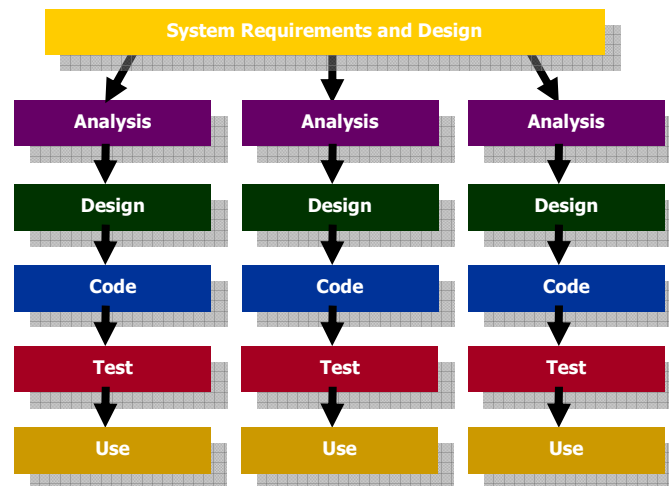 System Requirements and Design
Analysis
Analysis
Analysis
Design
Design
Design
Code
Code
Code
Test
Test
Test
Use
Use
Use